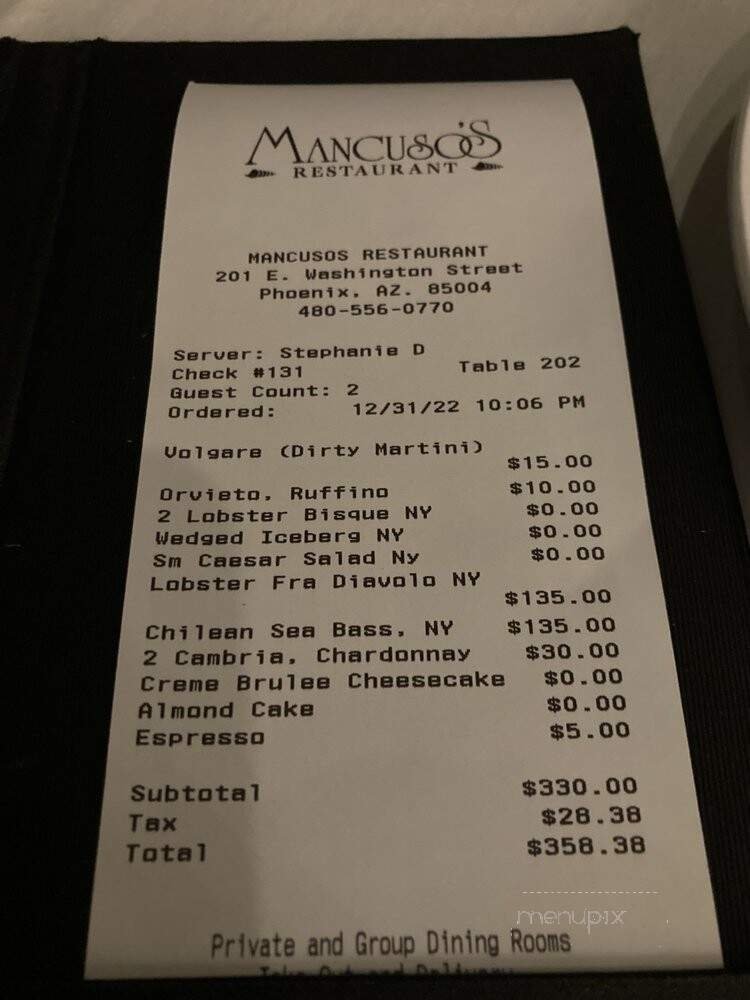 MANCUSO'S
RESTAURANT
MANCUSOS RESTAURANT
201 E. Washington Street
Phoenix, AZ. 85004
480-556-0770
Server: Stephanie D
Check #131 Table 202
Guest Count: 2
Ordered: 12/31/22 10:06 PM
Volgare (Dirty Martini)
$15.00
Orvieto, Ruffino $10.00
2 Lobster Bisque NY $0.00
Wedged Iceberg NY $0.00
Sm Caesar Salad Ny $0.00
Lobster Fra Diavolo NY
$135.00
Chilean Sea Bass, NY $135.00
2 Cambria, Chardonnay $30.00
Creme Brulee Cheesecake $0.00
Almond Cake $0.00
Espresso $5.00
Subtotal $330.00
Tax $28.38
Total $358.38
menupix
Private and Group Dining Rooms
Take Out and Delivery